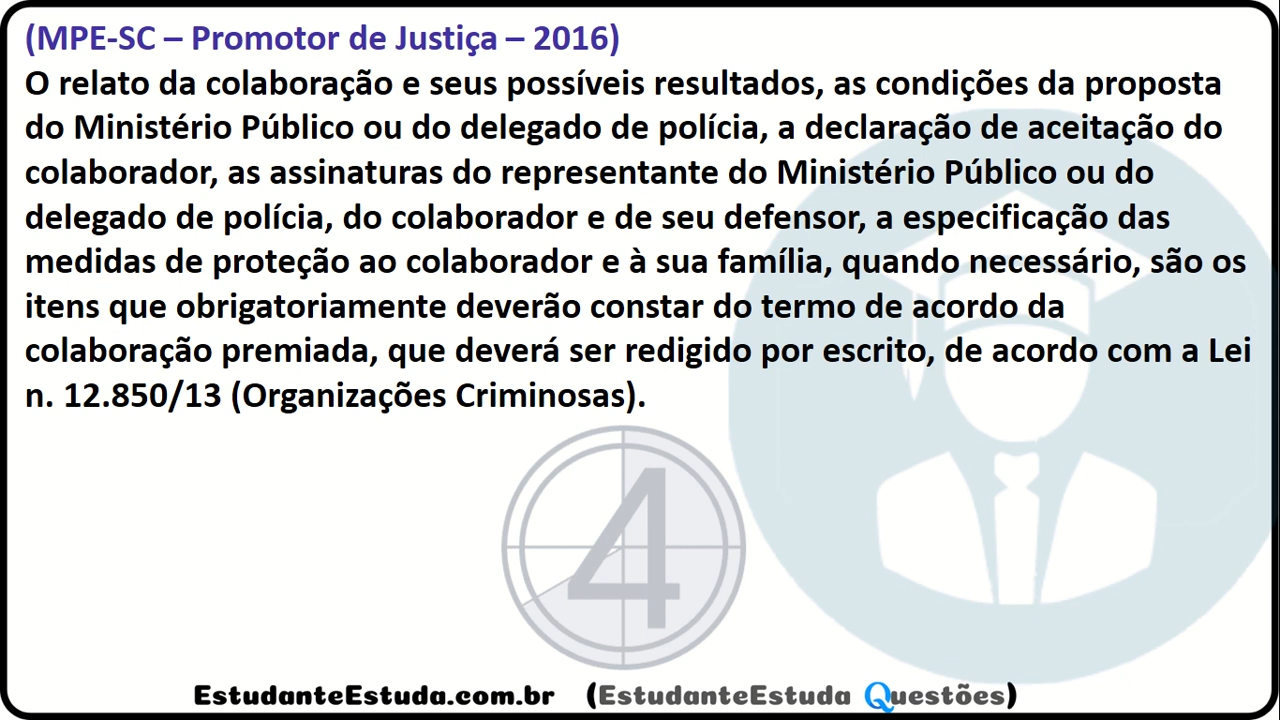 (MPE-SC – Promotor de Justiça – 2016)
O relato da colaboração e seus possíveis resultados, as condições da proposta
do Ministério Público ou do delegado de polícia, a declaração de aceitação do
colaborador, as assinaturas do representante do Ministério Público ou do
delegado de polícia, do colaborador e de seu defensor, a especificação das
medidas de proteção ao colaborador e à sua família, quando necessário, são os
itens que obrigatoriamente deverão constar do termo de acordo da
colaboração premiada, que deverá ser redigido por escrito, de acordo com a Lei
n. 12.850/13 (Organizações Criminosas).
4
EstudanteEstuda.com.br (EstudanteEstuda Questões)